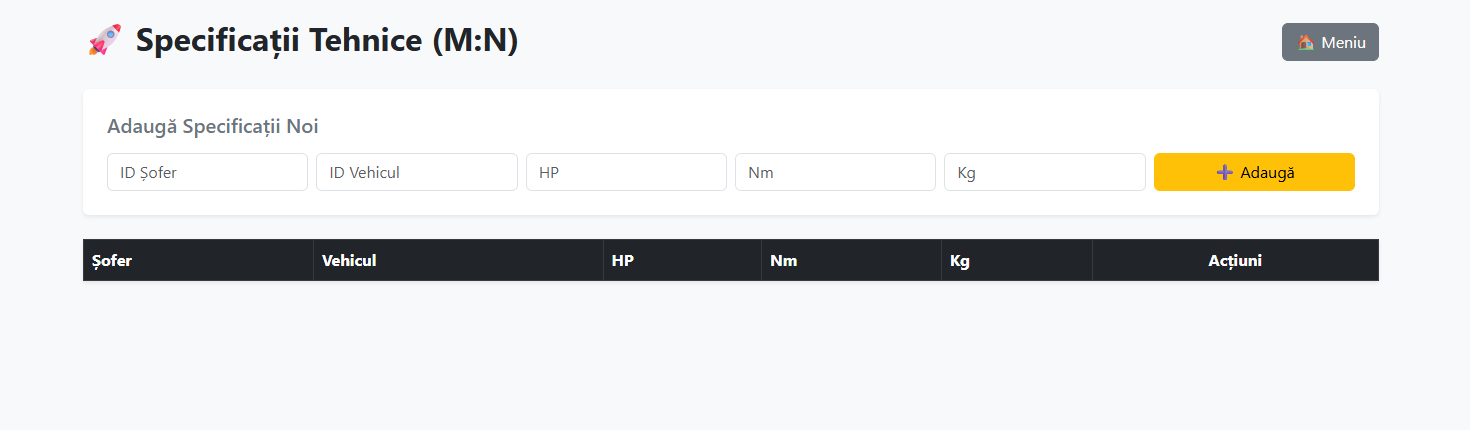 🚀 Specificații Tehnice (M:N)
🏠 Meniu
Adaugă Specificații Noi
ID Șofer ID Vehicul HP Nm Kg ➕ Adaugă
Șofer Vehicul HP Nm Kg Acțiuni